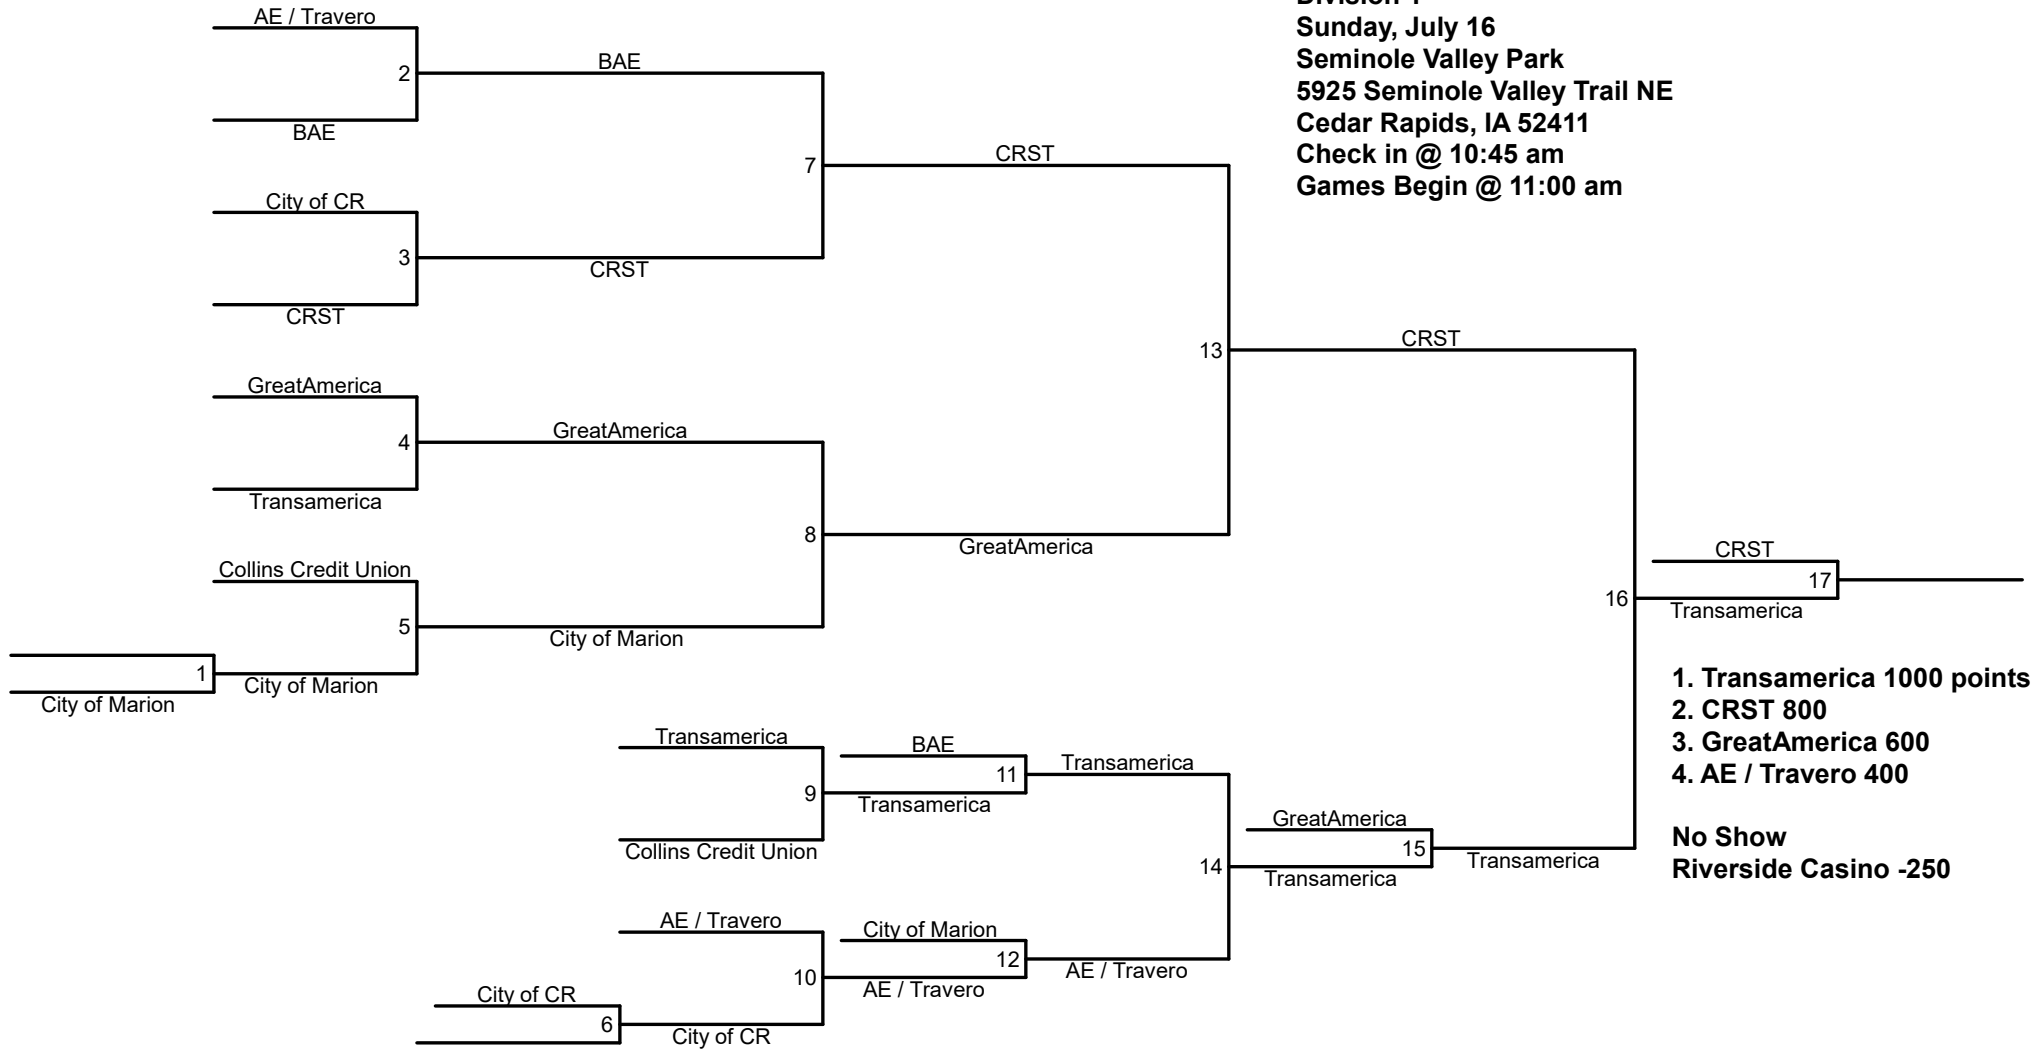 Sunday, July 16
Seminole Valley Park
5925 Seminole Valley Trail NE
Cedar Rapids, IA 52411
Check in @ 10:45 am
Games Begin @ 11:00 am
AE / Travero
2
BAE
BAE
7
CRST
City of CR
3
CRST
CRST
13
CRST
GreatAmerica
4
GreatAmerica
Transamerica
8
GreatAmerica
Collins Credit Union
5
City of Marion
1
City of Marion
City of Marion
16
CRST
17
Transamerica
1. Transamerica 1000 points
2. CRST 800
3. GreatAmerica 600
4. AE / Travero 400
No Show
Riverside Casino -250
Transamerica
9
Collins Credit Union
BAE
11
Transamerica
Transamerica
14
GreatAmerica
15
Transamerica
Transamerica
AE / Travero
10
City of Marion
12
AE / Travero
AE / Travero
City of CR
6
City of CR